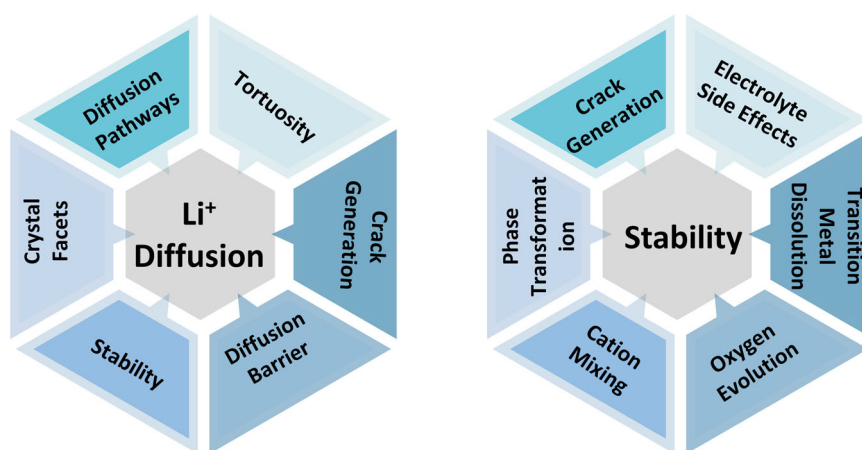 Diffusion
Pathways
Tortuosity
Crack
Generation
Diffusion
Barrier
Stability
Crystal
Facets
Li⁺
Diffusion
Crack
Generation
Electrolyte
Side Effects
Transition
Metal
Dissolution
Oxygen
Evolution
Cation
Mixing
Phase
Transformat
ion
Stability